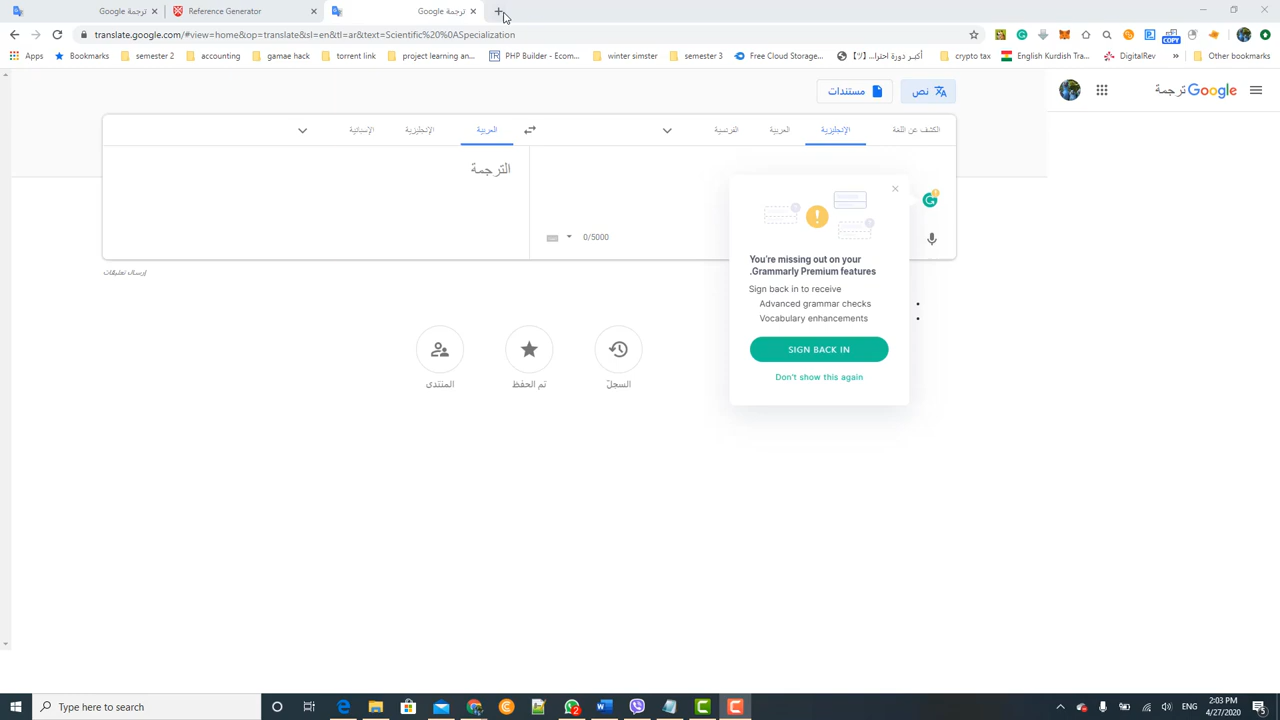 Google ترجمة
Reference Generator
Google ترجمة
translate.google.com/#view=home&op=translate&sl=en&tl=ar&text=Scientific%20%0ASpecialization
Apps
Bookmarks
semester 2
accounting
torrent link
project learning an...
PHP Builder - Ecom...
winter simster
semester 3
Free Cloud Storage...
أكبر دورة احترا...
crypto tax
English Kurdish Tra...
DigitalRev
»
Other bookmarks
Google ترجمة
نص
مستندات
الكشف عن اللغة
الإنجليزية
العربية
الفرنسية
العربية
الإنجليزية
الإسبانية
الترجمة
0/5000
إرسال تعليقات
You're missing out on your
.Grammarly Premium features
Sign back in to receive
Advanced grammar checks
Vocabulary enhancements
SIGN BACK IN
Don't show this again
السجلّ
تم الحفظ
المنتدى
Type here to search
2
ENG
2:03 PM
4/27/2020
5